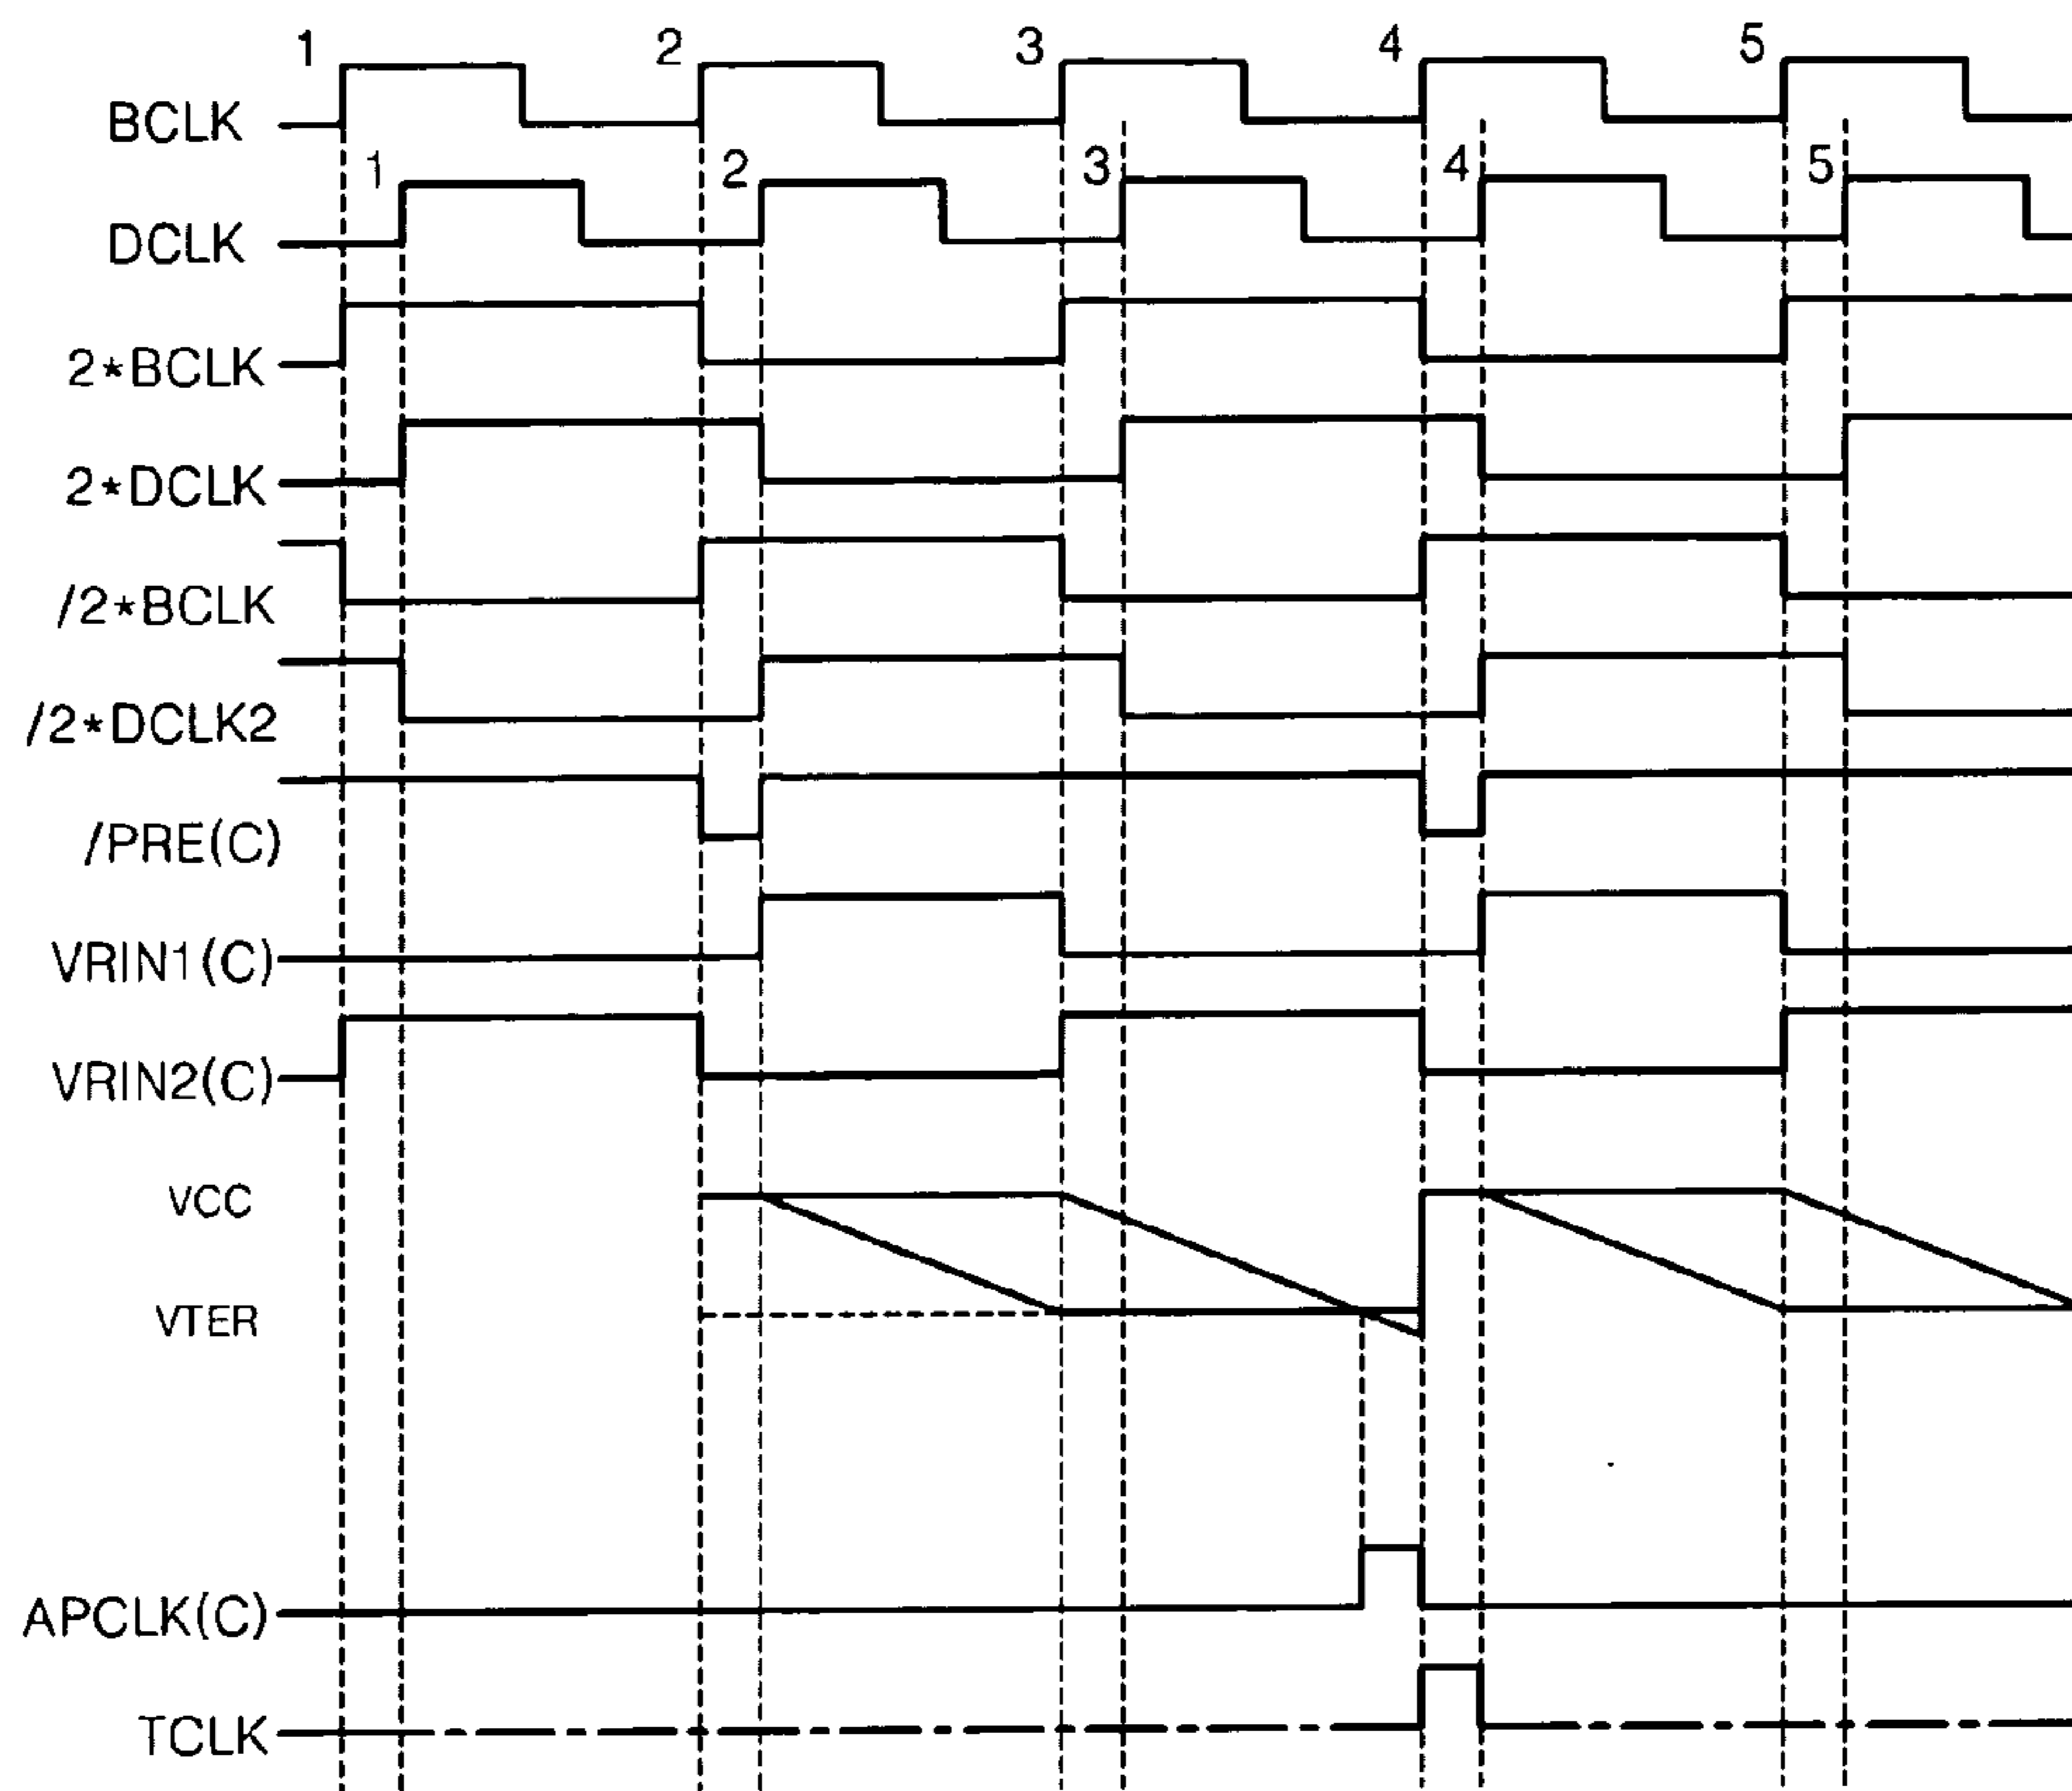 1 2 3 4 5
BCLK
1 2 3 4 5
DCLK
2*BCLK
2*DCLK
/2*BCLK
/2*DCLK2
/PRE(C)
VRIN1(C)
VRIN2(C)
VCC
VTER
APCLK(C)
TCLK